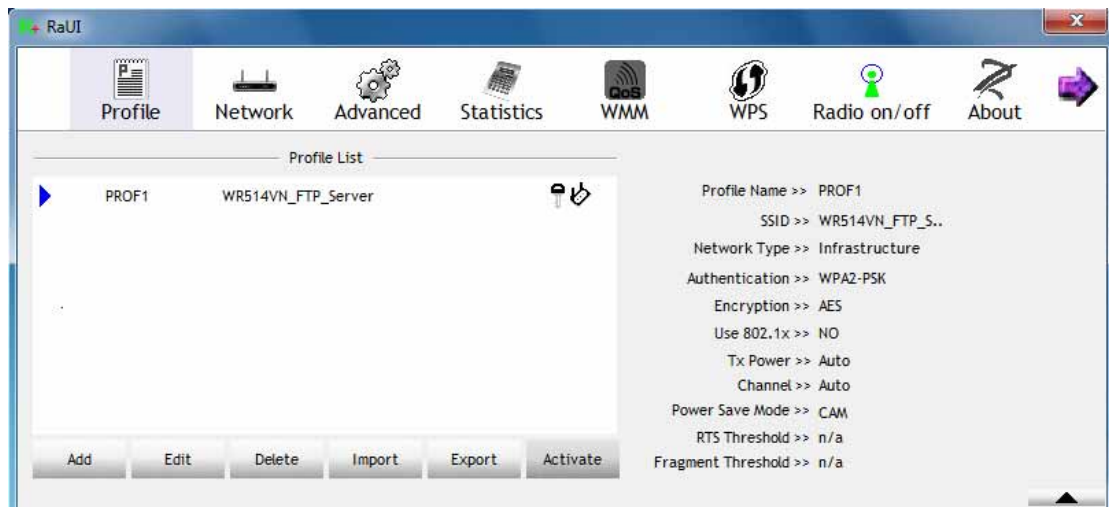 RaUI
Profile Network Advanced Statistics QoS WMM WPS Radio on/off About
Profile List
PROF1 WR514VN_FTP_Server
Profile Name >> PROF1
SSID >> WR514VN_FTP_S..
Network Type >> Infrastructure
Authentication >> WPA2-PSK
Encryption >> AES
Use 802.1x >> NO
Tx Power >> Auto
Channel >> Auto
Power Save Mode >> CAM
RTS Threshold >> n/a
Fragment Threshold >> n/a
Add Edit Delete Import Export Activate